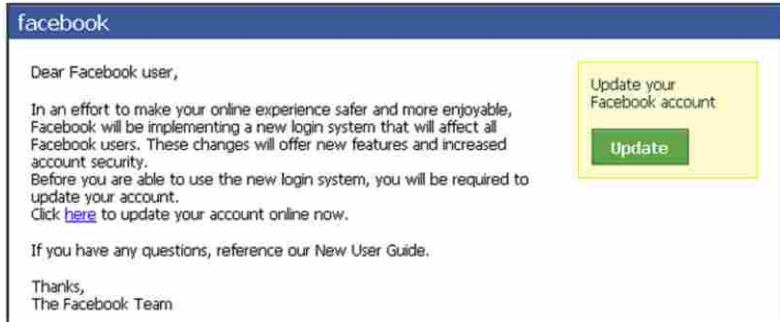 facebook
Dear Facebook user,
In an effort to make your online experience safer and more enjoyable,
Facebook will be implementing a new login system that will affect all
Facebook users. These changes will offer new features and increased
account security.
Before you are able to use the new login system, you will be required to
update your account.
Click here to update your account online now.
If you have any questions, reference our New User Guide.
Thanks,
The Facebook Team
Update your
Facebook account
Update